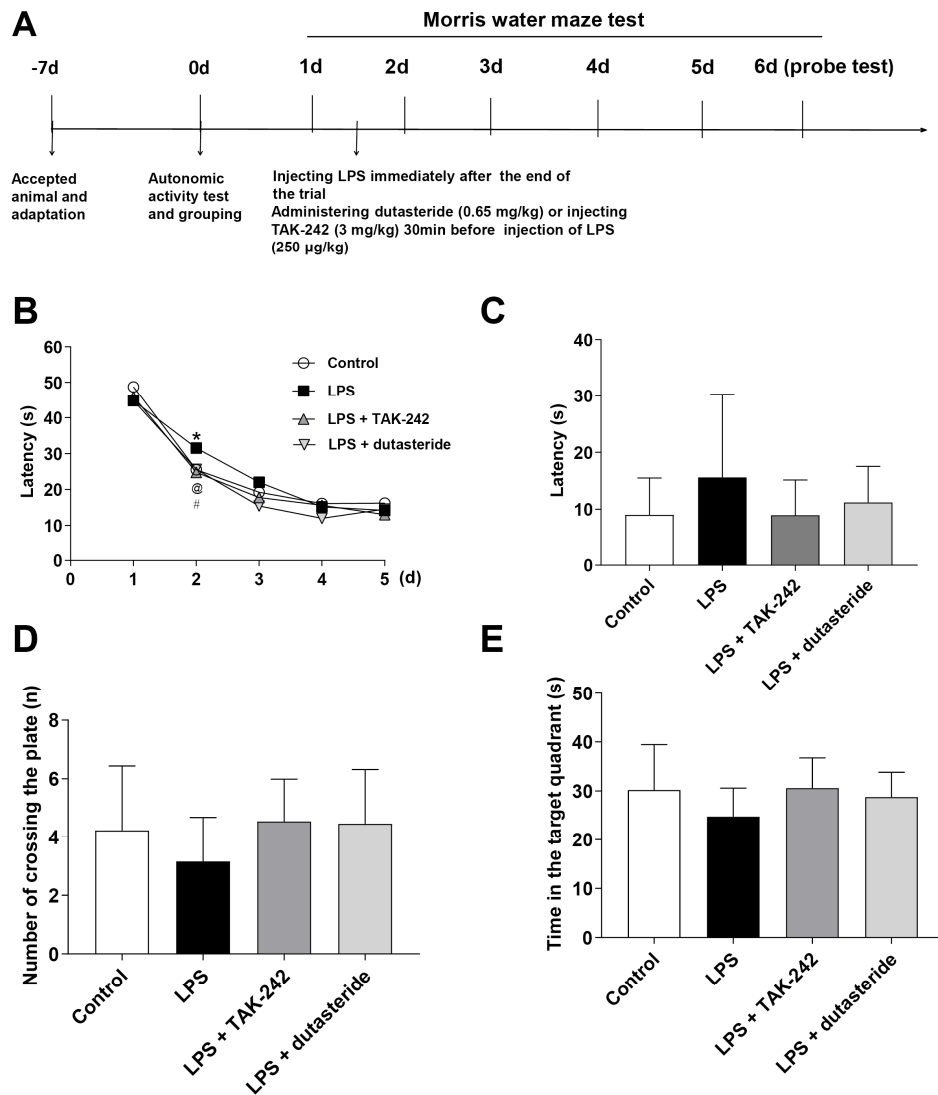 A
Morris water maze test
-7d 0d 1d 2d 3d 4d 5d 6d (probe test)
Accepted
animal and
adaptation
Autonomic
activity test
and grouping
Injecting LPS immediately after the end of
the trial
Administering dutasteride (0.65 mg/kg) or injecting
TAK-242 (3 mg/kg) 30min before injection of LPS
(250 µg/kg)
B
Latency (s)
60
50
40
30
20
10
0
0 1 2 3 4 5 (d)
*
@
#
Control
LPS
LPS + TAK-242
LPS + dutasteride
C
Latency (s)
40
30
20
10
0
Control
LPS
LPS + TAK-242
LPS + dutasteride
D
Number of crossing the plate (n)
8
6
4
2
0
Control
LPS
LPS + TAK-242
LPS + dutasteride
E
Time in the target quadrant (s)
50
40
30
20
10
0
Control
LPS
LPS + TAK-242
LPS + dutasteride